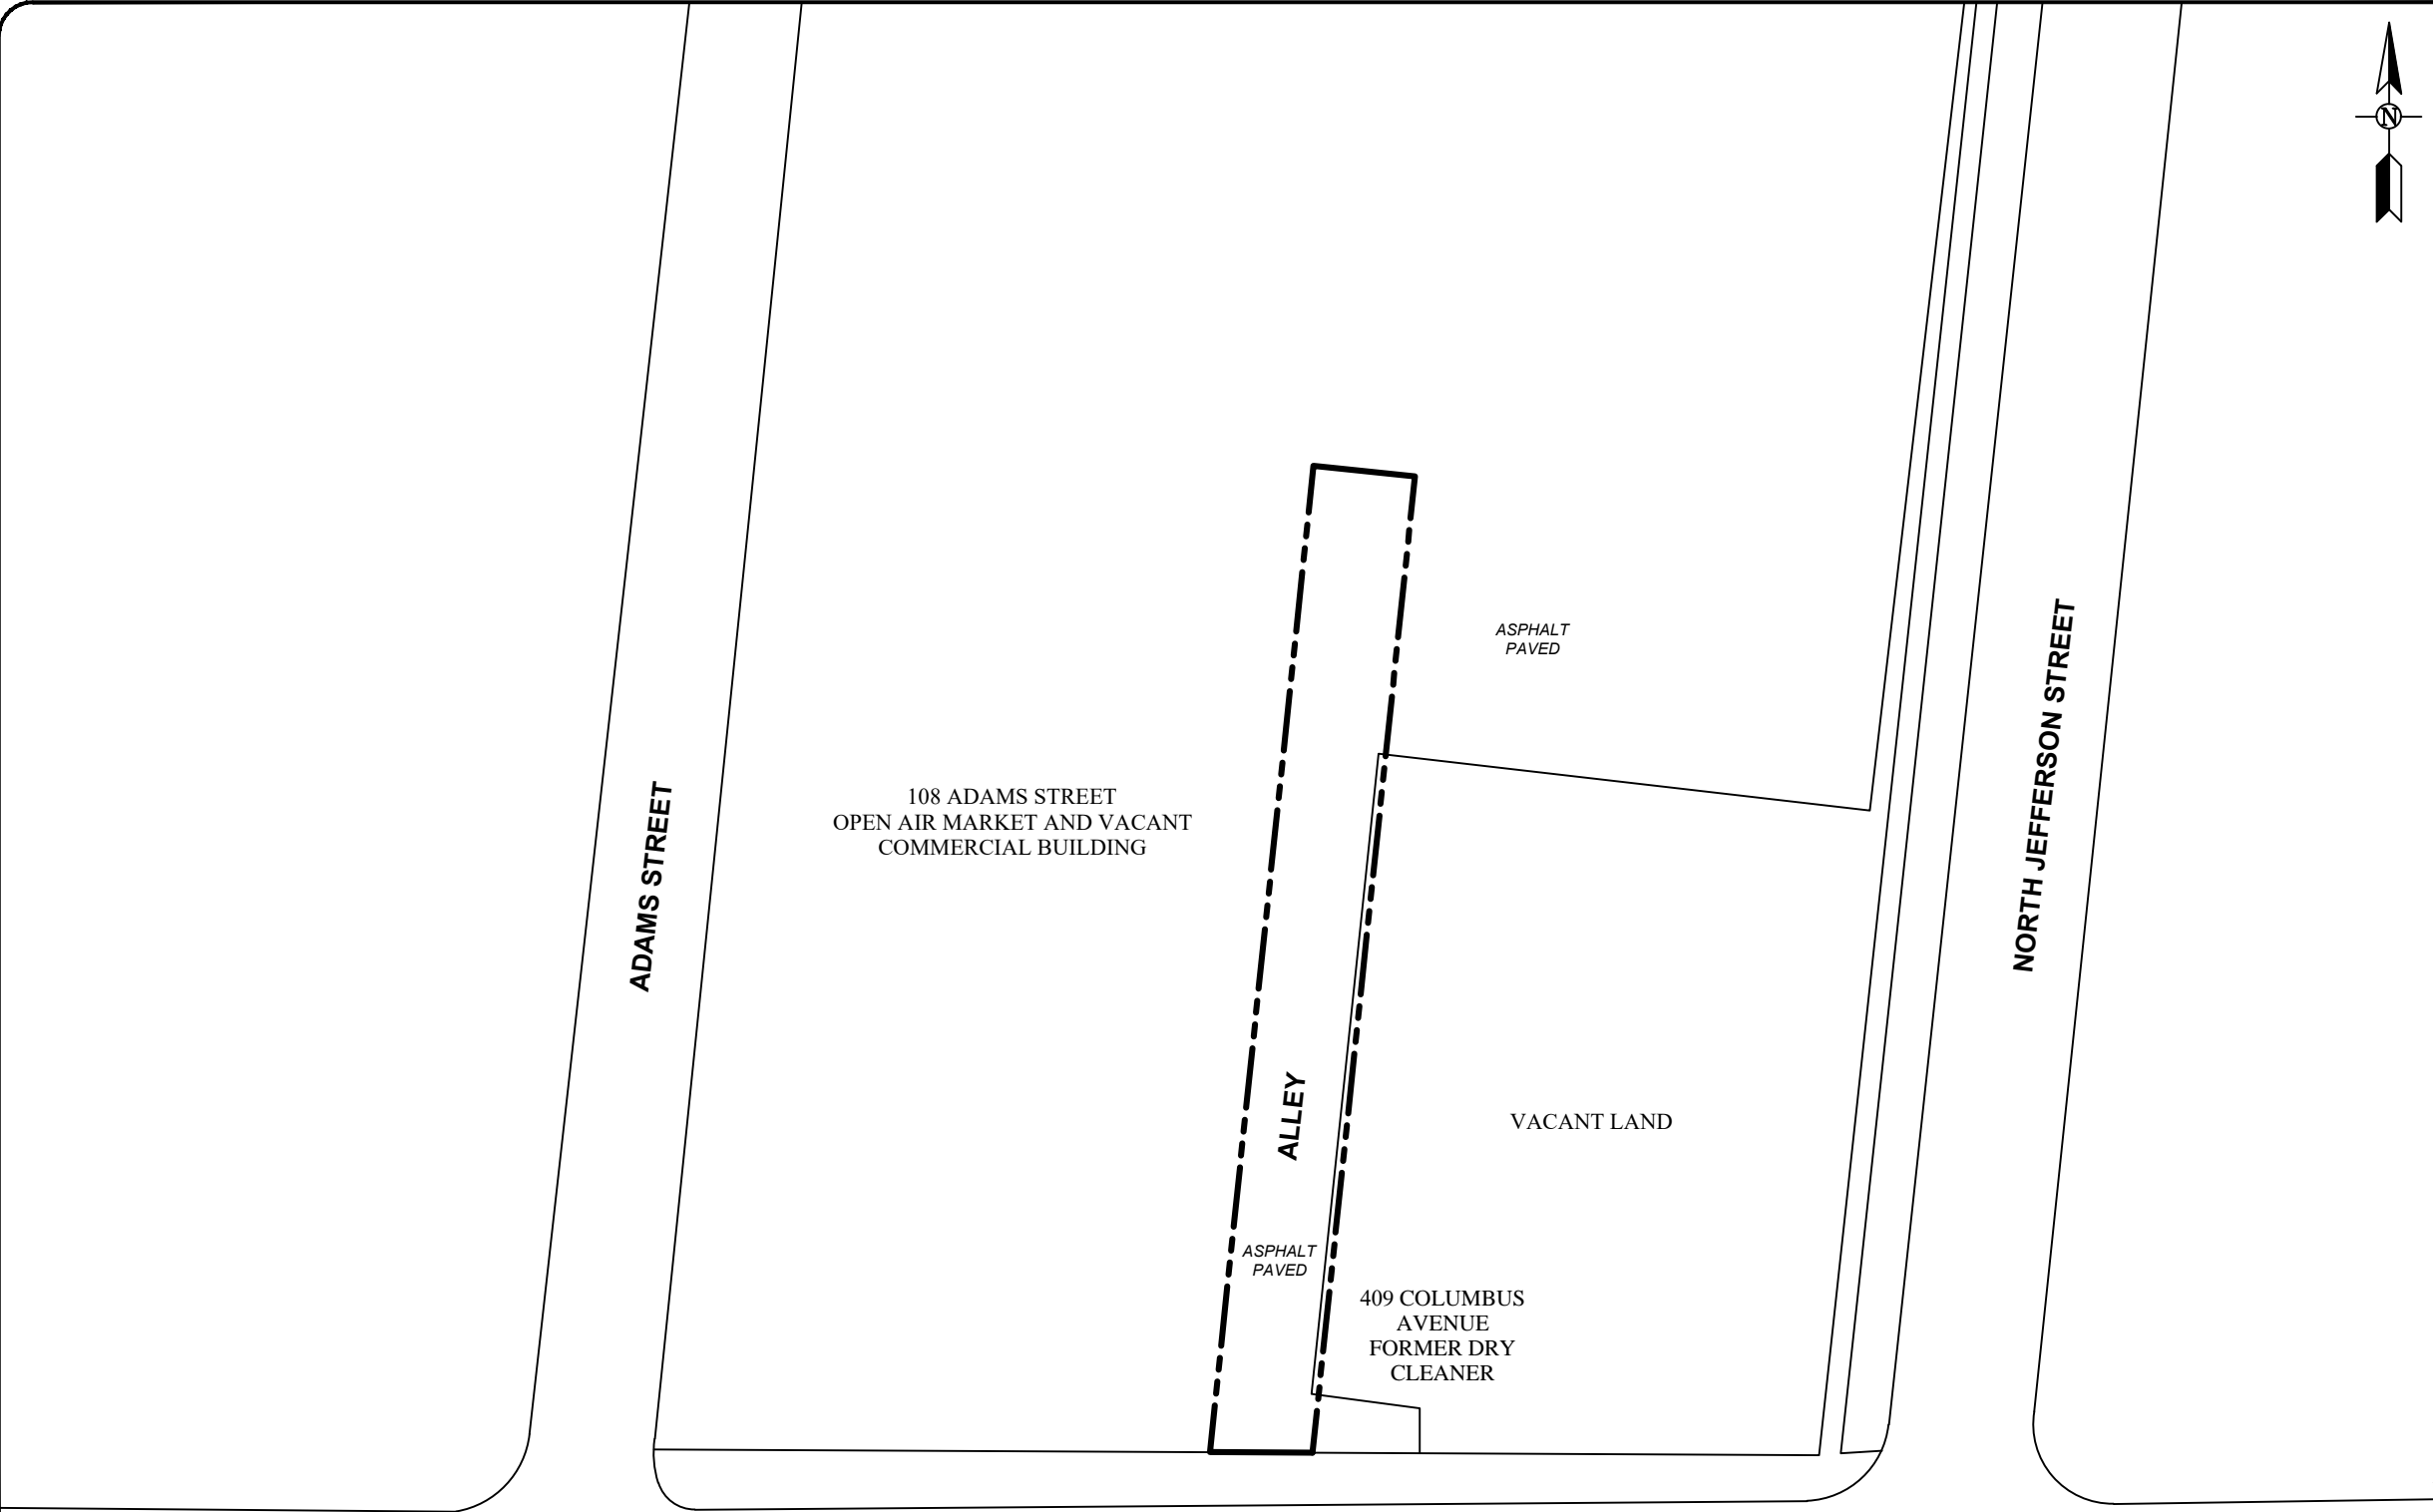 N
ASPHALT
PAVED
NORTH JEFFERSON STREET
108 ADAMS STREET
OPEN AIR MARKET AND VACANT
COMMERCIAL BUILDING
ADAMS STREET
ALLEY
VACANT LAND
ASPHALT
PAVED
409 COLUMBUS
AVENUE
FORMER DRY
CLEANER